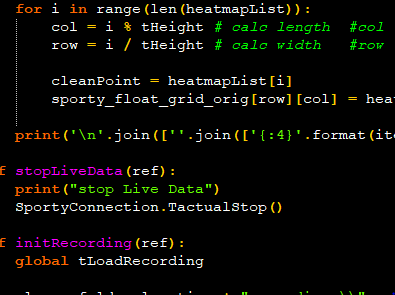 for i in range(len(heatmapList)):
col = i % tHeight # calc length #col
row = i / tHeight # calc width #row
cleanPoint = heatmapList[i]
sporty_float_grid_orig[row][col] = hea
print('\n'.join([''.join(['{:4}'.format(ite
f stopLiveData(ref):
print("stop Live Data")
SportyConnection.TactualStop()
f initRecording(ref):
global tLoadRecording